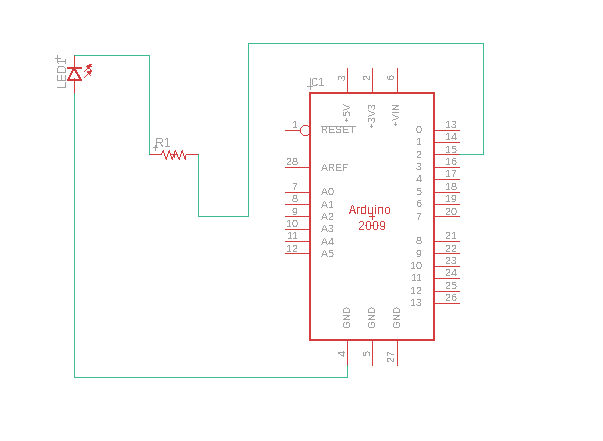 LED1
R1
IC1
3
2
6
+5V
+3V3
+VIN
1
RESET
28
AREF
7
A0
8
A1
9
A2
10
A3
11
A4
12
A5
0
13
1
14
2
15
3
16
4
17
5
18
6
19
7
20
8
21
9
22
10
23
11
24
12
25
13
26
Arduino
2009
GND
GND
GND
4
5
27